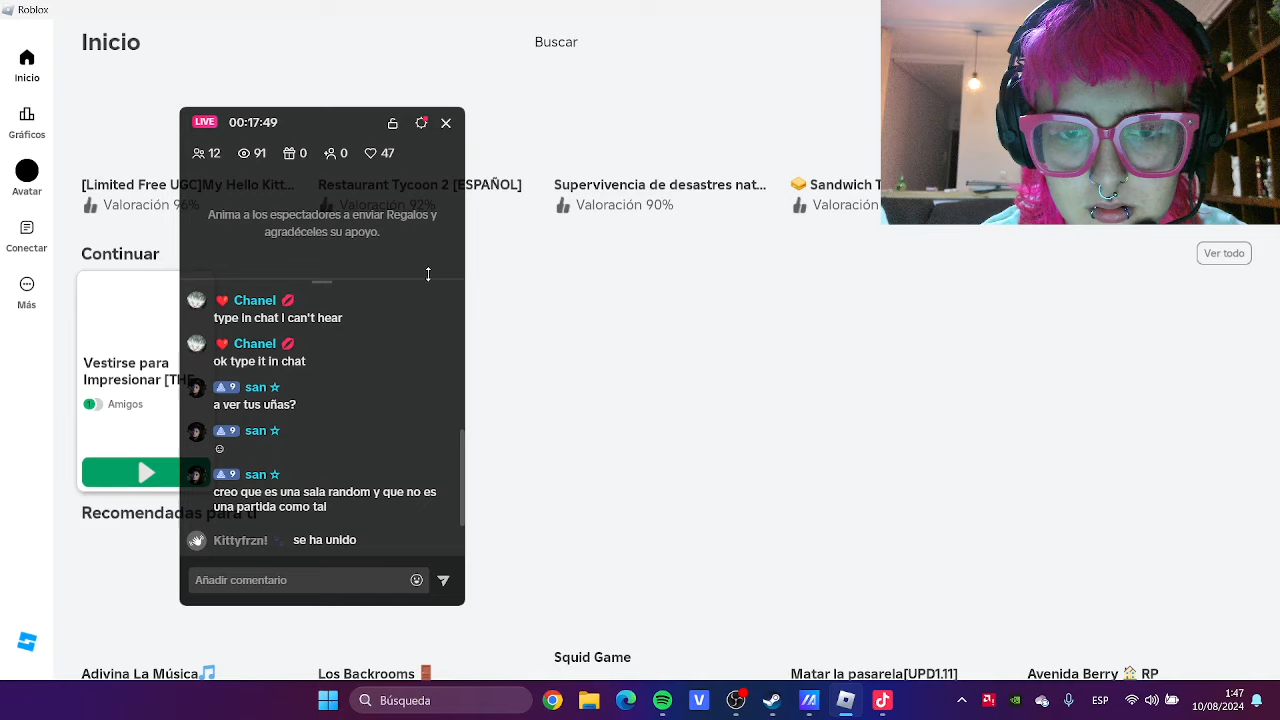 Roblox
Inicio
Buscar
Inicio
Gráficos
Avatar
Conectar
Más
[Limited Free UGC]My Hello Kitt...
Valoración 96%
Restaurant Tycoon 2 [ESPAÑOL]
Valoración 92%
Supervivencia de desastres nat...
Valoración 90%
Sandwich T
Valoración
Continuar
Ver todo
Vestirse para
Impresionar [THE
1 Amigos
Recomendadas para ti
LIVE 00:17:49
12 91 0 0 47
Anima a los espectadores a enviar Regalos y
agradéceles su apoyo.
Chanel
type in chat I can't hear
Chanel
ok type it in chat
9 san ☆
a ver tus uñas?
9 san ☆
☺
9 san ☆
creo que es una sala random y que no es
una partida como tal
Kittyfrzn! se ha unido
Añadir comentario
Adivina La Música
Los Backrooms
Squid Game
Matar la pasarela[UPD1.11]
Avenida Berry RP
Búsqueda
ESP
1:47
10/08/2024